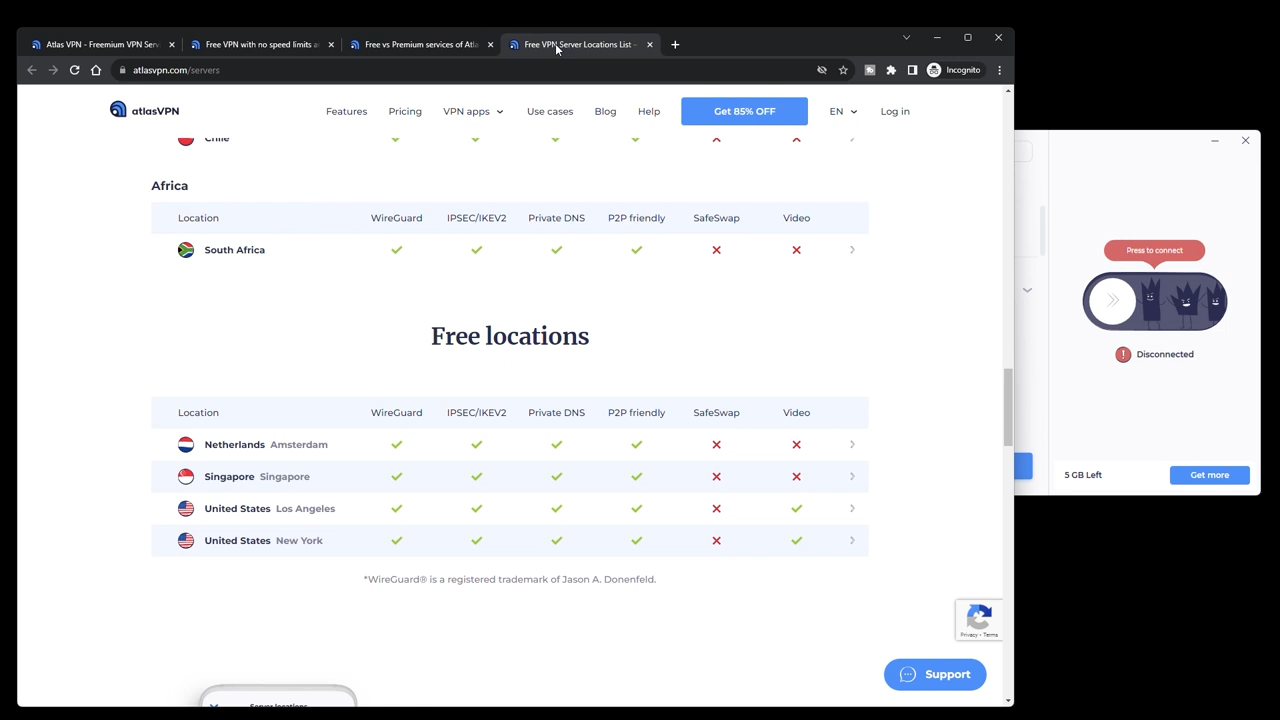 Atlas VPN - Freemium VPN Serv
Free VPN with no speed limits a
Free vs Premium services of Atl
Free VPN Server Locations List -
atlasvpn.com/servers
Incognito
atlasVPN
Features
Pricing
VPN apps
Use cases
Blog
Help
Get 85% OFF
EN
Log in
Chile
Africa
Location WireGuard IPSEC/IKEV2 Private DNS P2P friendly SafeSwap Video
South Africa
Free locations
Location WireGuard IPSEC/IKEV2 Private DNS P2P friendly SafeSwap Video
Netherlands Amsterdam
Singapore Singapore
United States Los Angeles
United States New York
*WireGuard® is a registered trademark of Jason A. Donenfeld.
Privacy - Terms
Support
Server locations
Press to connect
Disconnected
5 GB Left
Get more